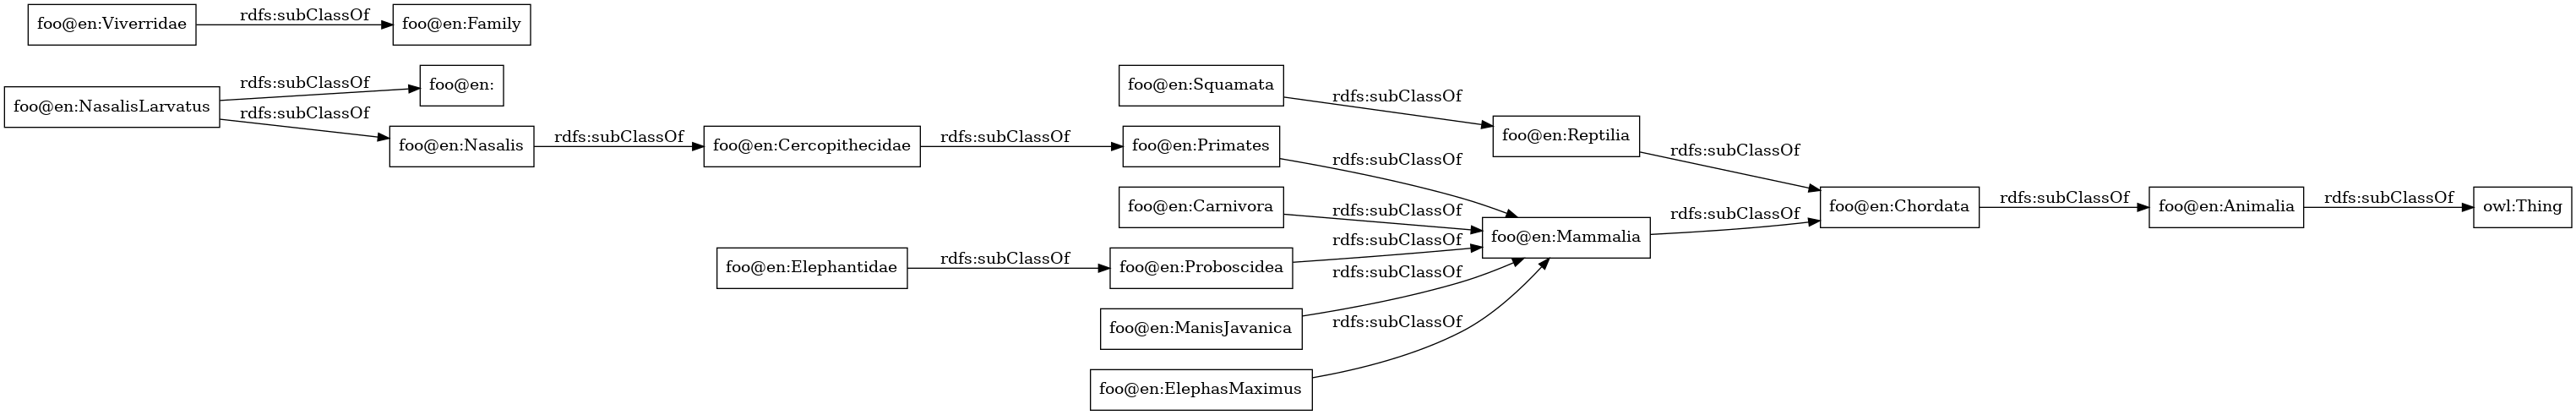 foo@en:Viverridae
rdfs:subClassOf
foo@en:Family
foo@en:NasalisLarvatus
rdfs:subClassOf
foo@en:
rdfs:subClassOf
foo@en:Nasalis
rdfs:subClassOf
foo@en:Cercopithecidae
rdfs:subClassOf
foo@en:Primates
rdfs:subClassOf
foo@en:Squamata
rdfs:subClassOf
foo@en:Reptilia
rdfs:subClassOf
foo@en:Carnivora
rdfs:subClassOf
foo@en:Elephantidae
rdfs:subClassOf
foo@en:Proboscidea
rdfs:subClassOf
foo@en:ManisJavanica
rdfs:subClassOf
foo@en:ElephasMaximus
rdfs:subClassOf
foo@en:Mammalia
rdfs:subClassOf
foo@en:Chordata
rdfs:subClassOf
foo@en:Animalia
rdfs:subClassOf
owl:Thing